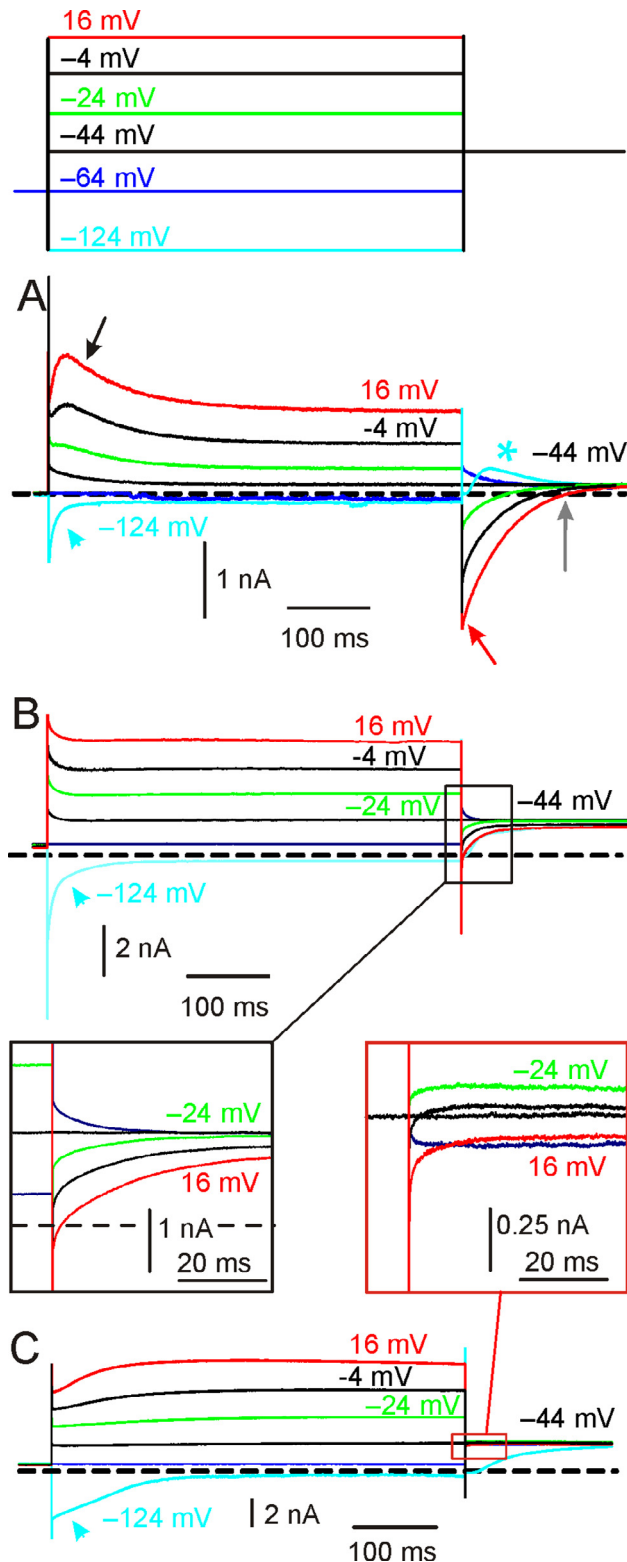 16 mV
–4 mV
–24 mV
–44 mV
–64 mV
–124 mV
A
16 mV
-4 mV
* –44 mV
–124 mV
1 nA
100 ms
B
16 mV
-4 mV
–24 mV
–44 mV
–124 mV
2 nA
100 ms
–24 mV
16 mV
1 nA
20 ms
–24 mV
16 mV
0.25 nA
20 ms
C
16 mV
-4 mV
–24 mV
–44 mV
–124 mV
2 nA
100 ms